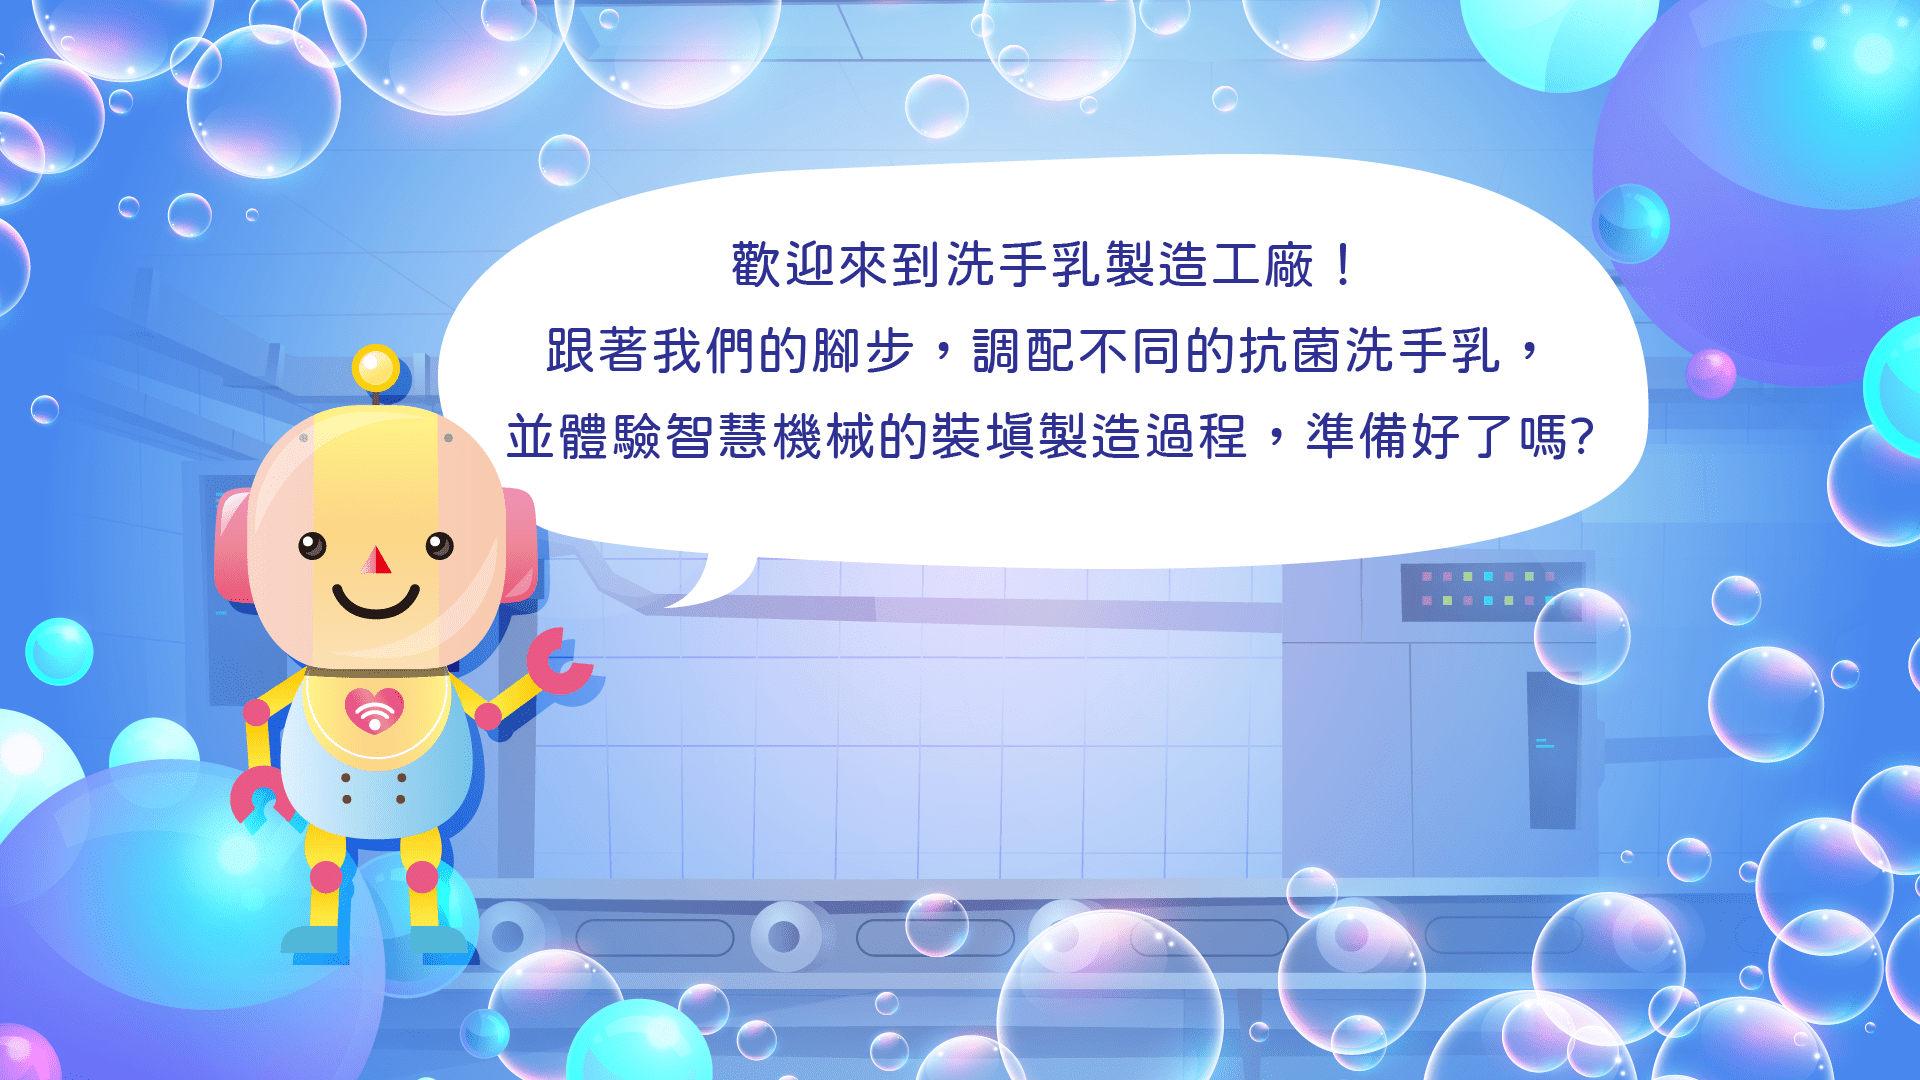 歡迎來到洗手乳製造工廠！
跟著我們的腳步，調配不同的抗菌洗手乳，
並體驗智慧機械的裝填製造過程，準備好了嗎?